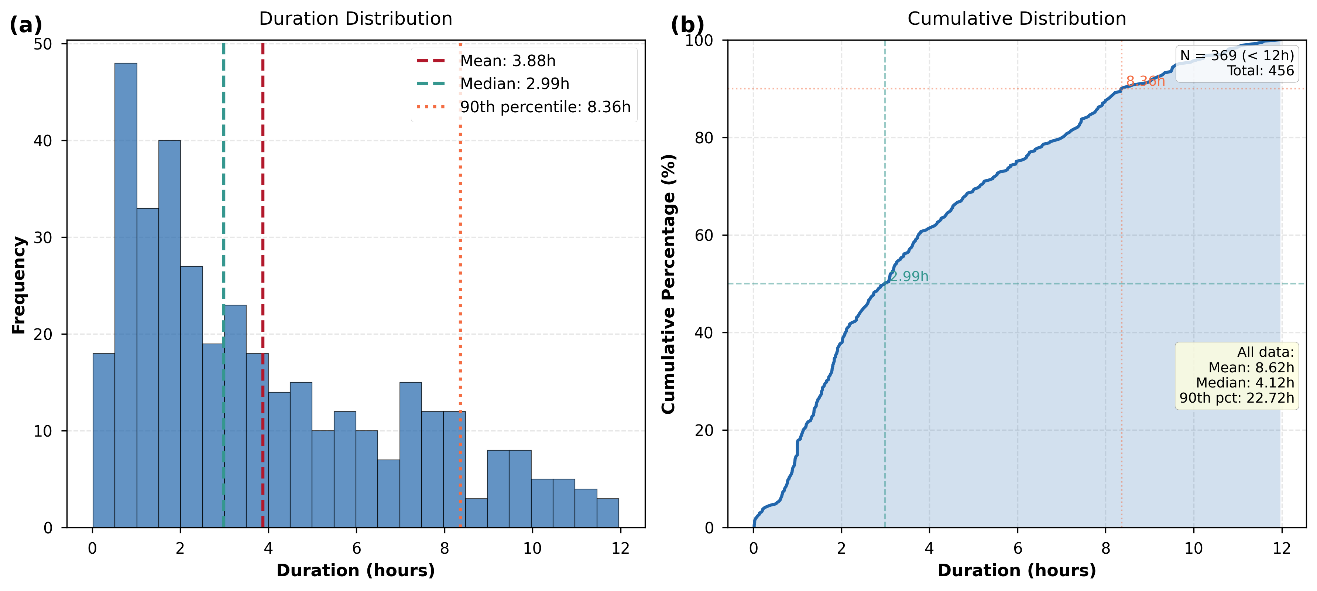 (a)
Duration Distribution
Mean: 3.88h
Median: 2.99h
90th percentile: 8.36h
50
40
30
20
10
0
Frequency
0 2 4 6 8 10 12
Duration (hours)
(b)
Cumulative Distribution
N = 369 (< 12h)
Total: 456
8.36h
2.99h
All data:
Mean: 8.62h
Median: 4.12h
90th pct: 22.72h
100
80
60
40
20
0
Cumulative Percentage (%)
0 2 4 6 8 10 12
Duration (hours)